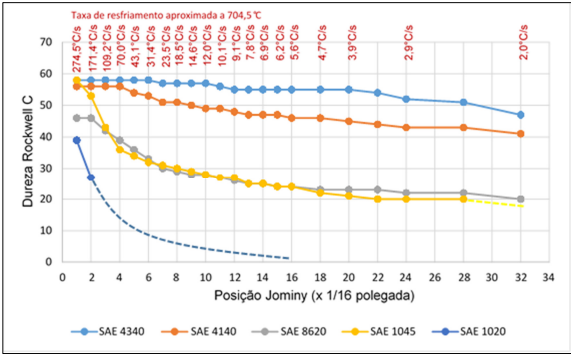 Taxa de resfriamento aproximada a 704,5°C
274,5°C/s
171,4°C/s
109,2°C/s
70,0°C/s
43,1°C/s
31,4°C/s
23,5°C/s
18,5°C/s
14,6°C/s
12,0°C/s
10,1°C/s
9,1°C/s
7,8°C/s
6,9°C/s
6,2°C/s
5,6°C/s
4,7°C/s
3,9°C/s
2,9°C/s
2,0°C/s
Dureza Rockwell C
70
60
50
40
30
20
10
0
0 2 4 6 8 10 12 14 16 18 20 22 24 26 28 30 32 34
Posição Jominy (x 1/16 polegada)
SAE 4340 SAE 4140 SAE 8620 SAE 1045 SAE 1020